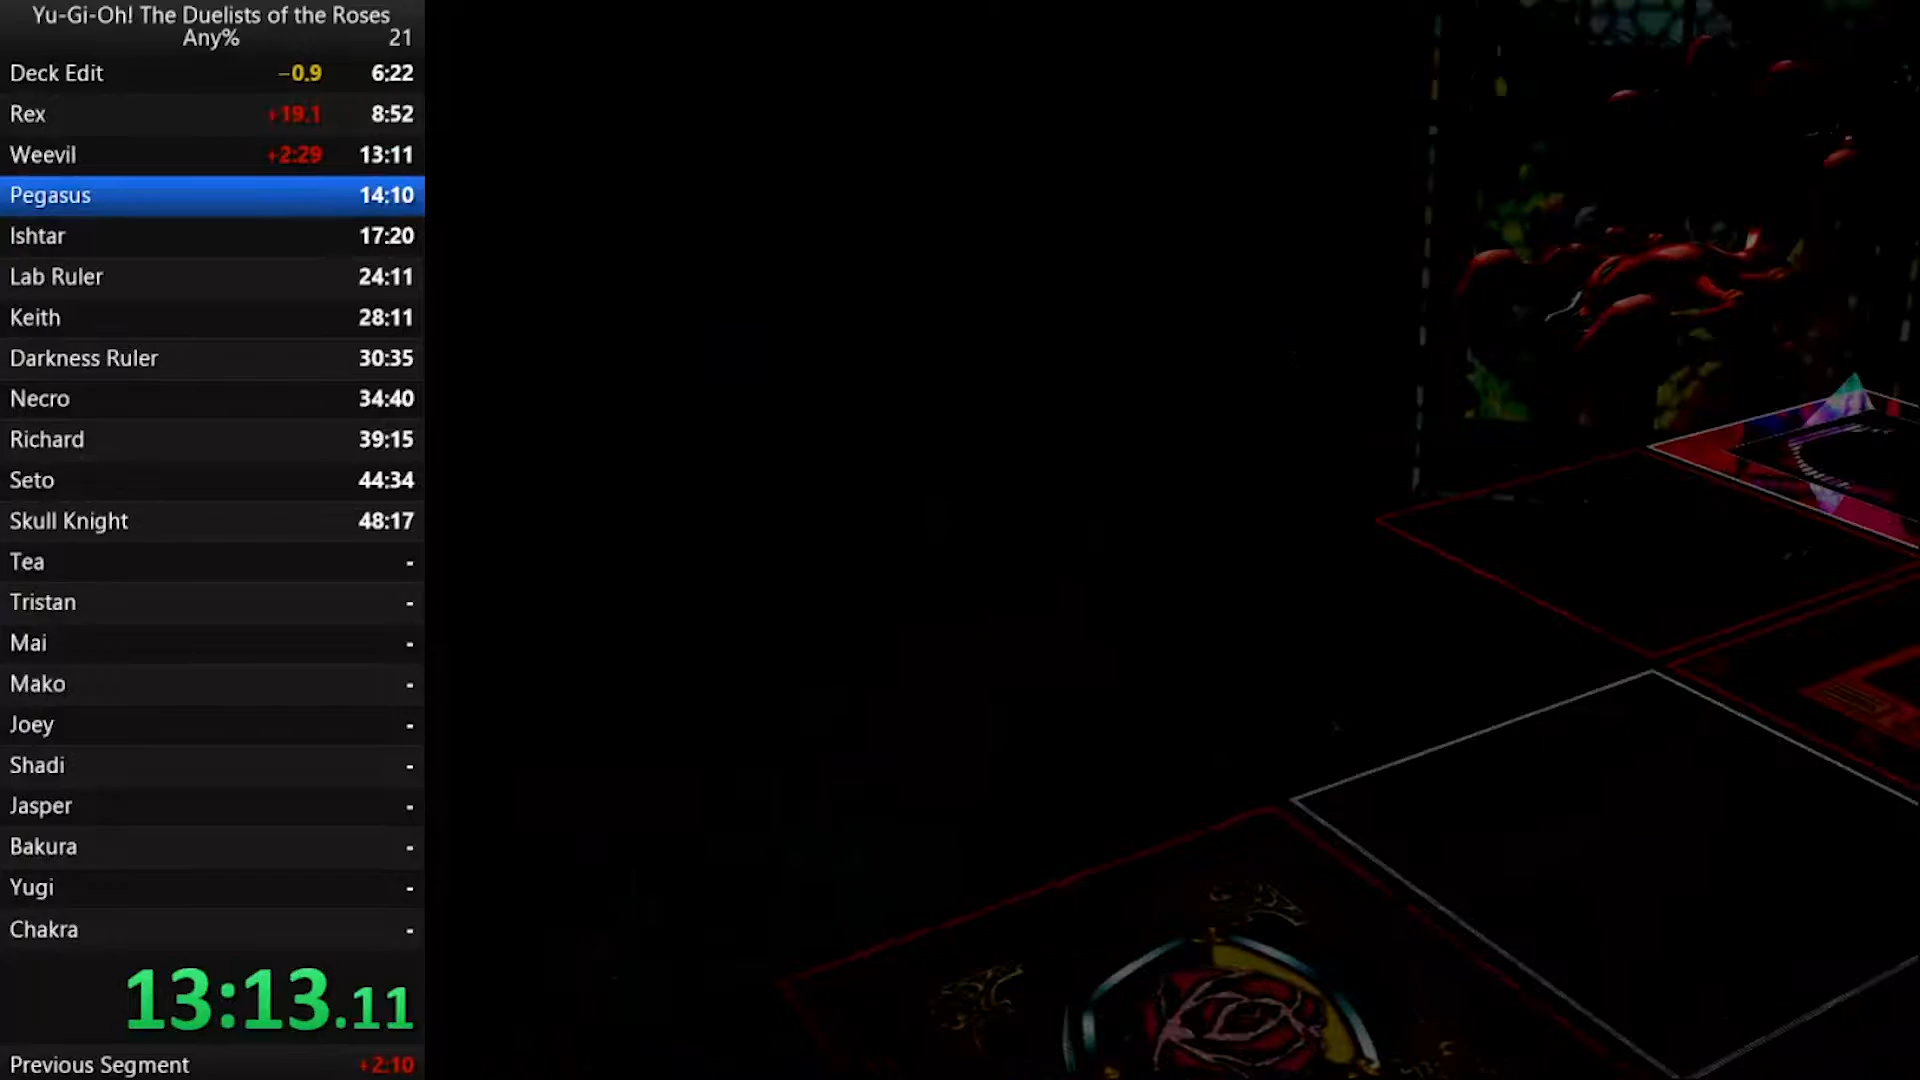 Yu-Gi-Oh! The Duelists of the Roses
Any% 21
Deck Edit −0.9 6:22
Rex +19.1 8:52
Weevil +2:29 13:11
Pegasus 14:10
Ishtar 17:20
Lab Ruler 24:11
Keith 28:11
Darkness Ruler 30:35
Necro 34:40
Richard 39:15
Seto 44:34
Skull Knight 48:17
Tea -
Tristan -
Mai -
Mako -
Joey -
Shadi -
Jasper -
Bakura -
Yugi -
Chakra -
13:13.11
Previous Segment +2:10